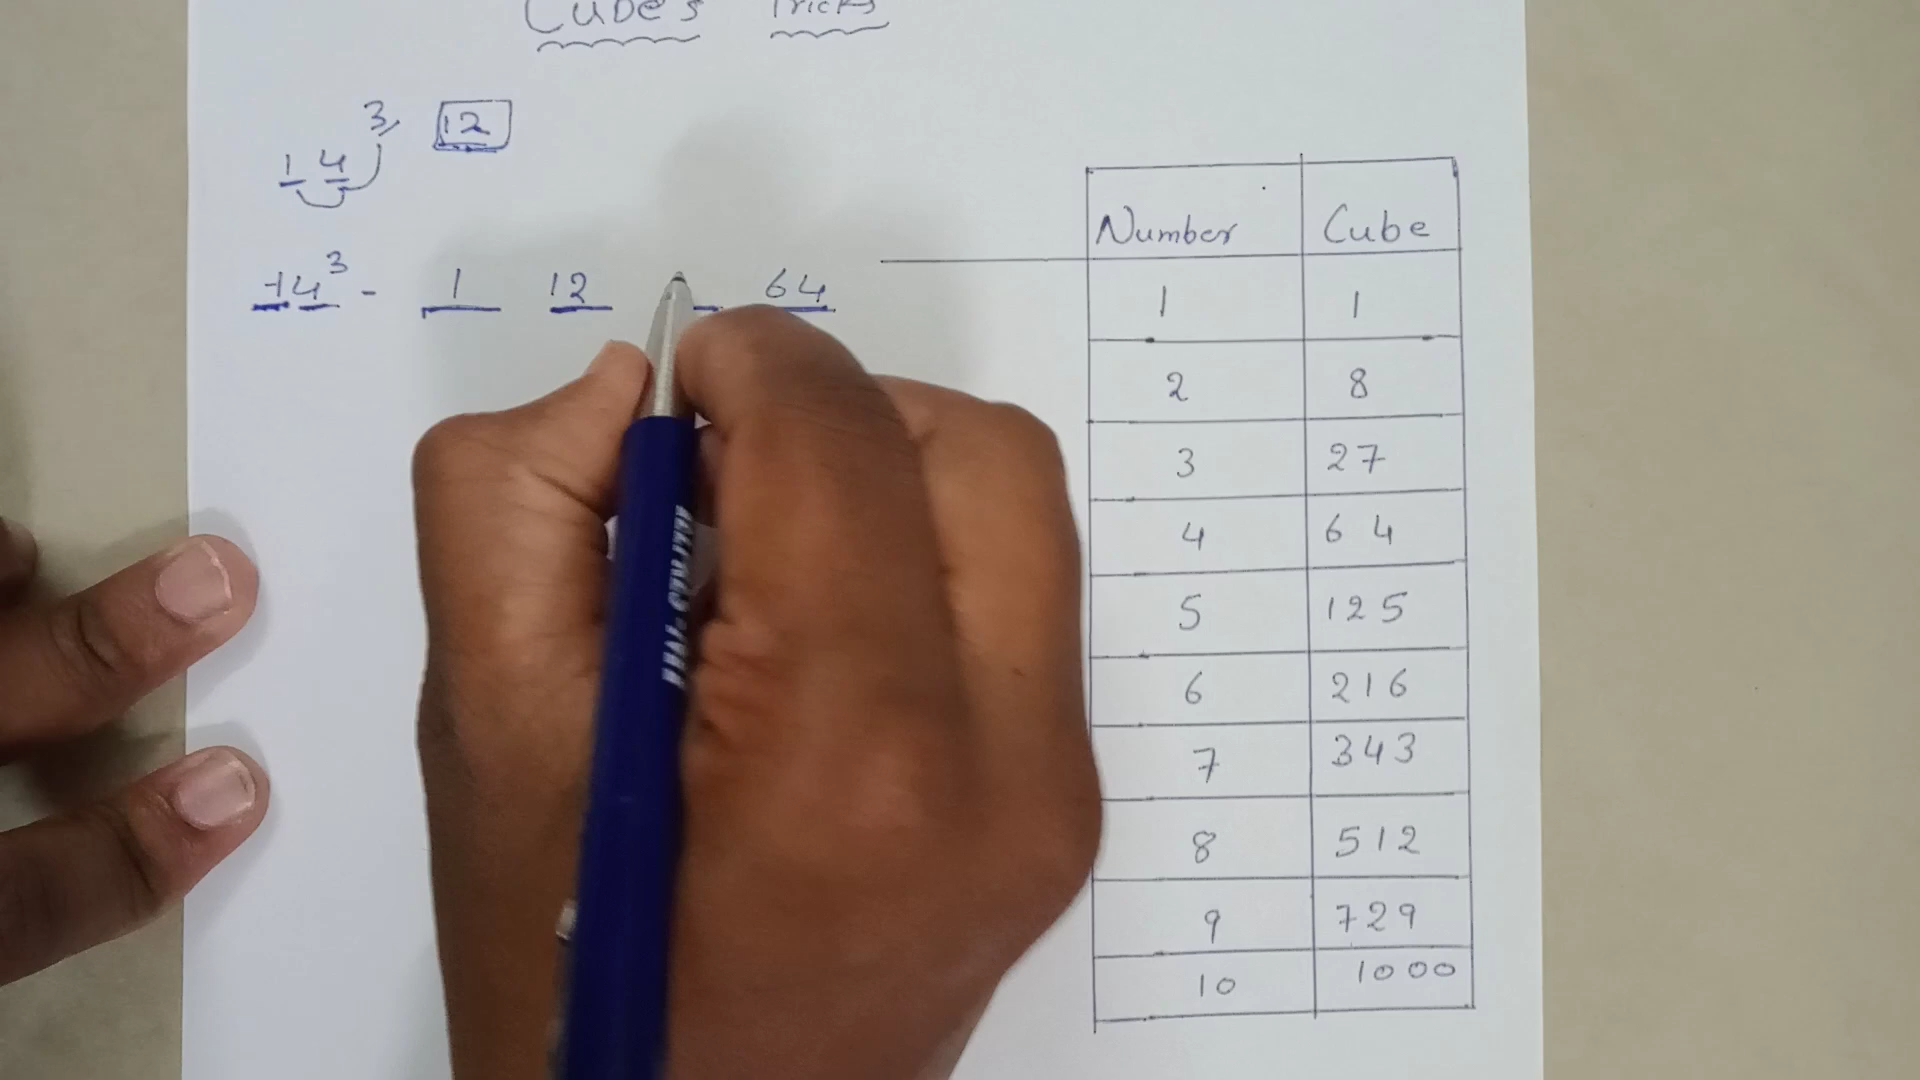 Cube's Tricks
14 3, 12
14³ - 1 12 64
Number Cube
1 1
2 8
3 27
4 64
5 125
6 216
7 343
8 512
9 729
10 1000